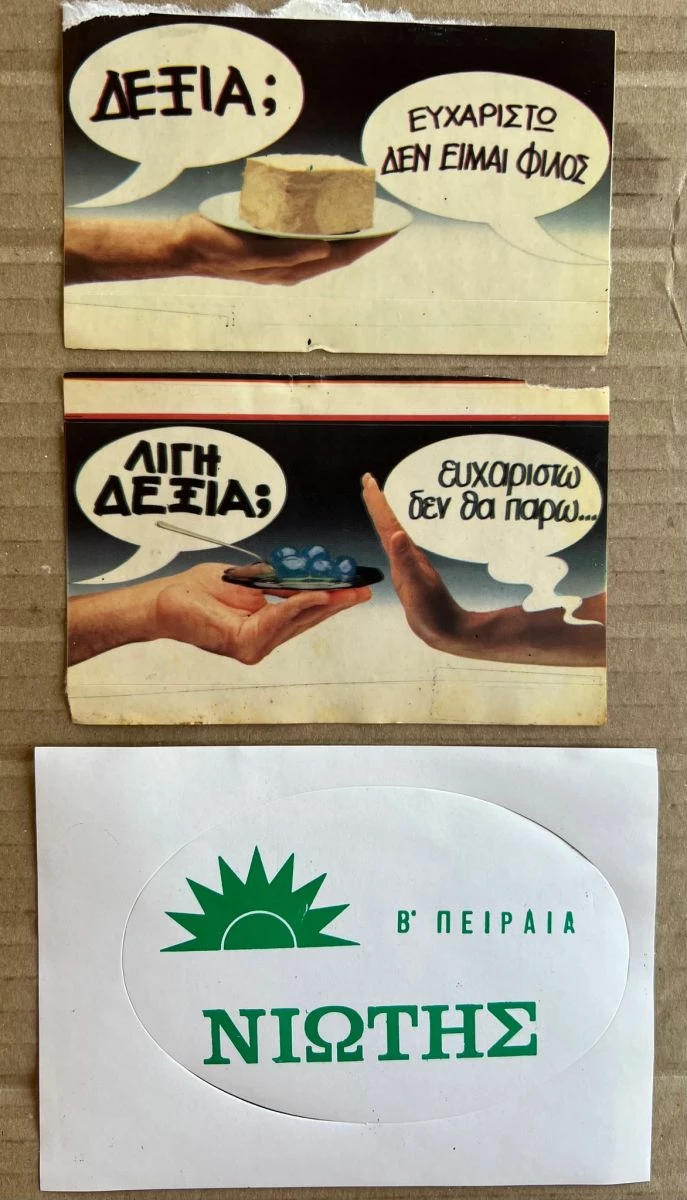 ΔΕΞΙΑ;
ΕΥΧΑΡΙΣΤΩ
ΔΕΝ ΕΙΜΑΙ ΦΙΛΟΣ
ΛΙΓΗ
ΔΕΞΙΑ;
ευχαριστω
δεν θα παρω...
Β' ΠΕΙΡΑΙΑ
ΝΙΩΤΗΣ